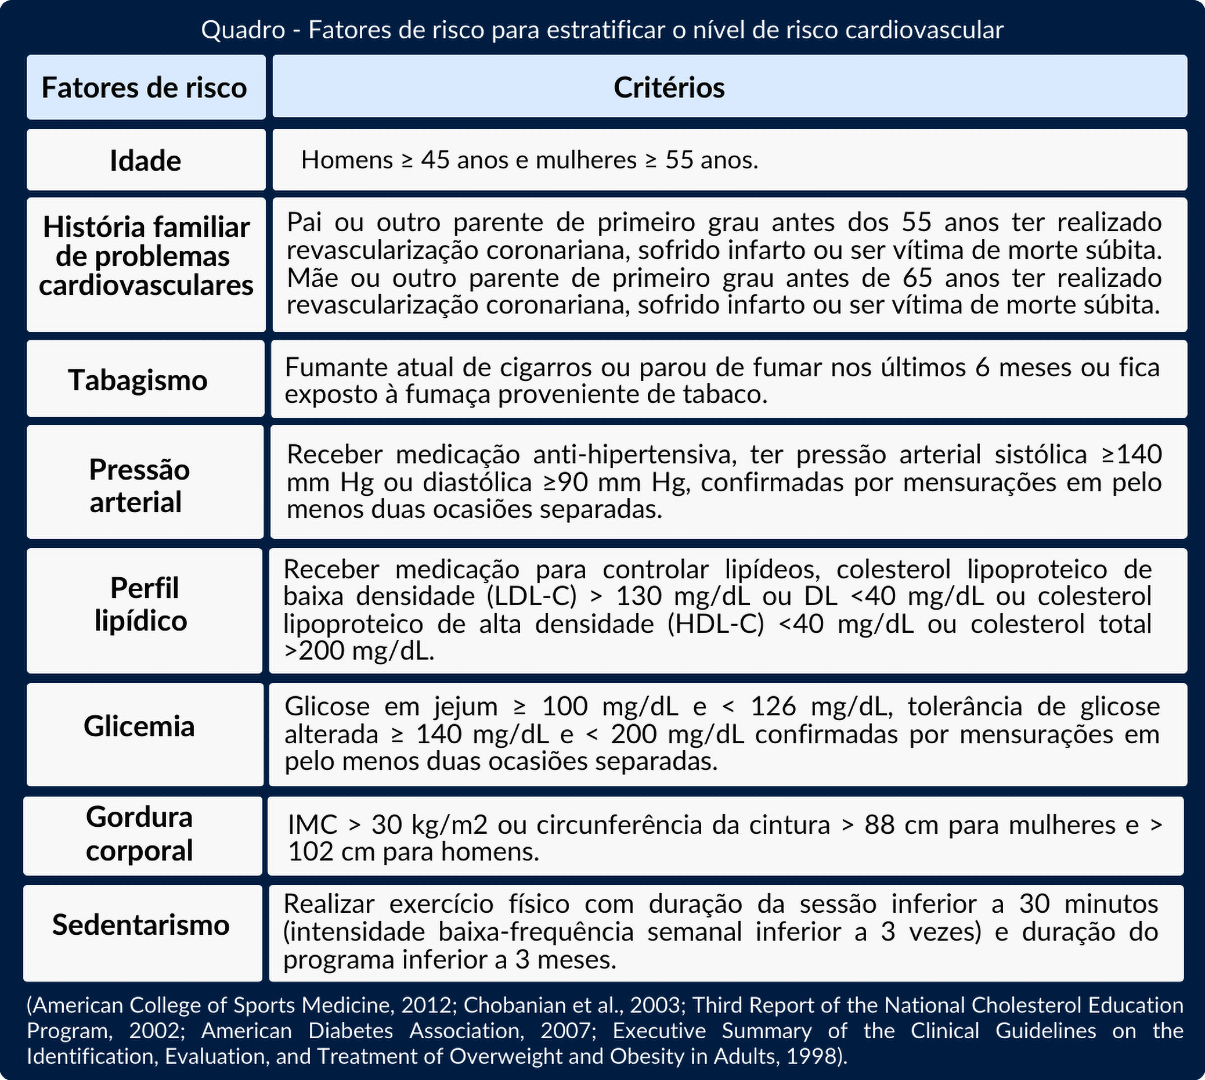 Quadro - Fatores de risco para estratificar o nível de risco cardiovascular
Fatores de risco
Critérios
Idade
Homens ≥ 45 anos e mulheres ≥ 55 anos.
História familiar
de problemas
cardiovasculares
Pai ou outro parente de primeiro grau antes dos 55 anos ter realizado
revascularização coronariana, sofrido infarto ou ser vítima de morte súbita.
Mãe ou outro parente de primeiro grau antes de 65 anos ter realizado
revascularização coronariana, sofrido infarto ou ser vítima de morte súbita.
Tabagismo
Fumante atual de cigarros ou parou de fumar nos últimos 6 meses ou fica
exposto à fumaça proveniente de tabaco.
Pressão
arterial
Receber medicação anti-hipertensiva, ter pressão arterial sistólica ≥140
mm Hg ou diastólica ≥90 mm Hg, confirmadas por mensurações em pelo
menos duas ocasiões separadas.
Perfil
lipídico
Receber medicação para controlar lipídeos, colesterol lipoproteico de
baixa densidade (LDL-C) > 130 mg/dL ou DL <40 mg/dL ou colesterol
lipoproteico de alta densidade (HDL-C) <40 mg/dL ou colesterol total
>200 mg/dL.
Glicemia
Glicose em jejum ≥ 100 mg/dL e < 126 mg/dL, tolerância de glicose
alterada ≥ 140 mg/dL e < 200 mg/dL confirmadas por mensurações em
pelo menos duas ocasiões separadas.
Gordura
corporal
IMC > 30 kg/m2 ou circunferência da cintura > 88 cm para mulheres e >
102 cm para homens.
Sedentarismo
Realizar exercício físico com duração da sessão inferior a 30 minutos
(intensidade baixa-frequência semanal inferior a 3 vezes) e duração do
programa inferior a 3 meses.
(American College of Sports Medicine, 2012; Chobanian et al., 2003; Third Report of the National Cholesterol Education
Program, 2002; American Diabetes Association, 2007; Executive Summary of the Clinical Guidelines on the
Identification, Evaluation, and Treatment of Overweight and Obesity in Adults, 1998).